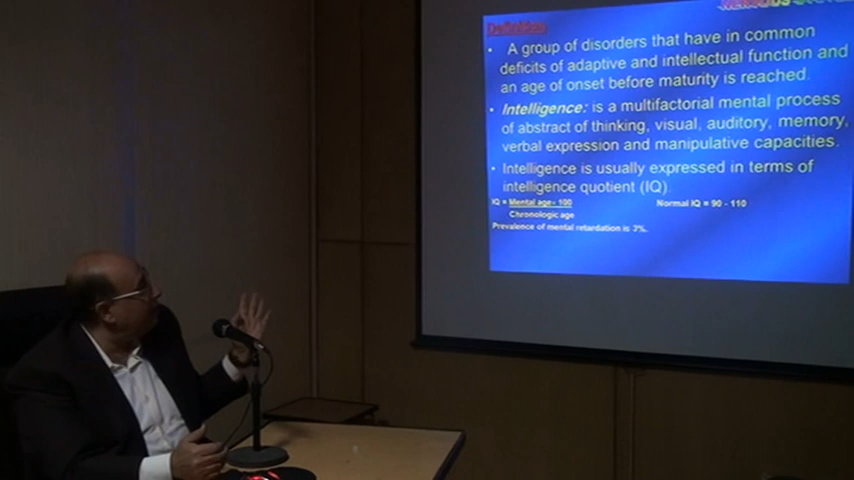 Definition
• A group of disorders that have in common
deficits of adaptive and intellectual function and
an age of onset before maturity is reached.
• Intelligence: is a multifactorial mental process
of abstract of thinking, visual, auditory, memory,
verbal expression and manipulative capacities.
• Intelligence is usually expressed in terms of
intelligence quotient (IQ).
IQ = Mental age× 100 Normal IQ = 90 - 110
Chronologic age
Prevalence of mental retardation is 3%.